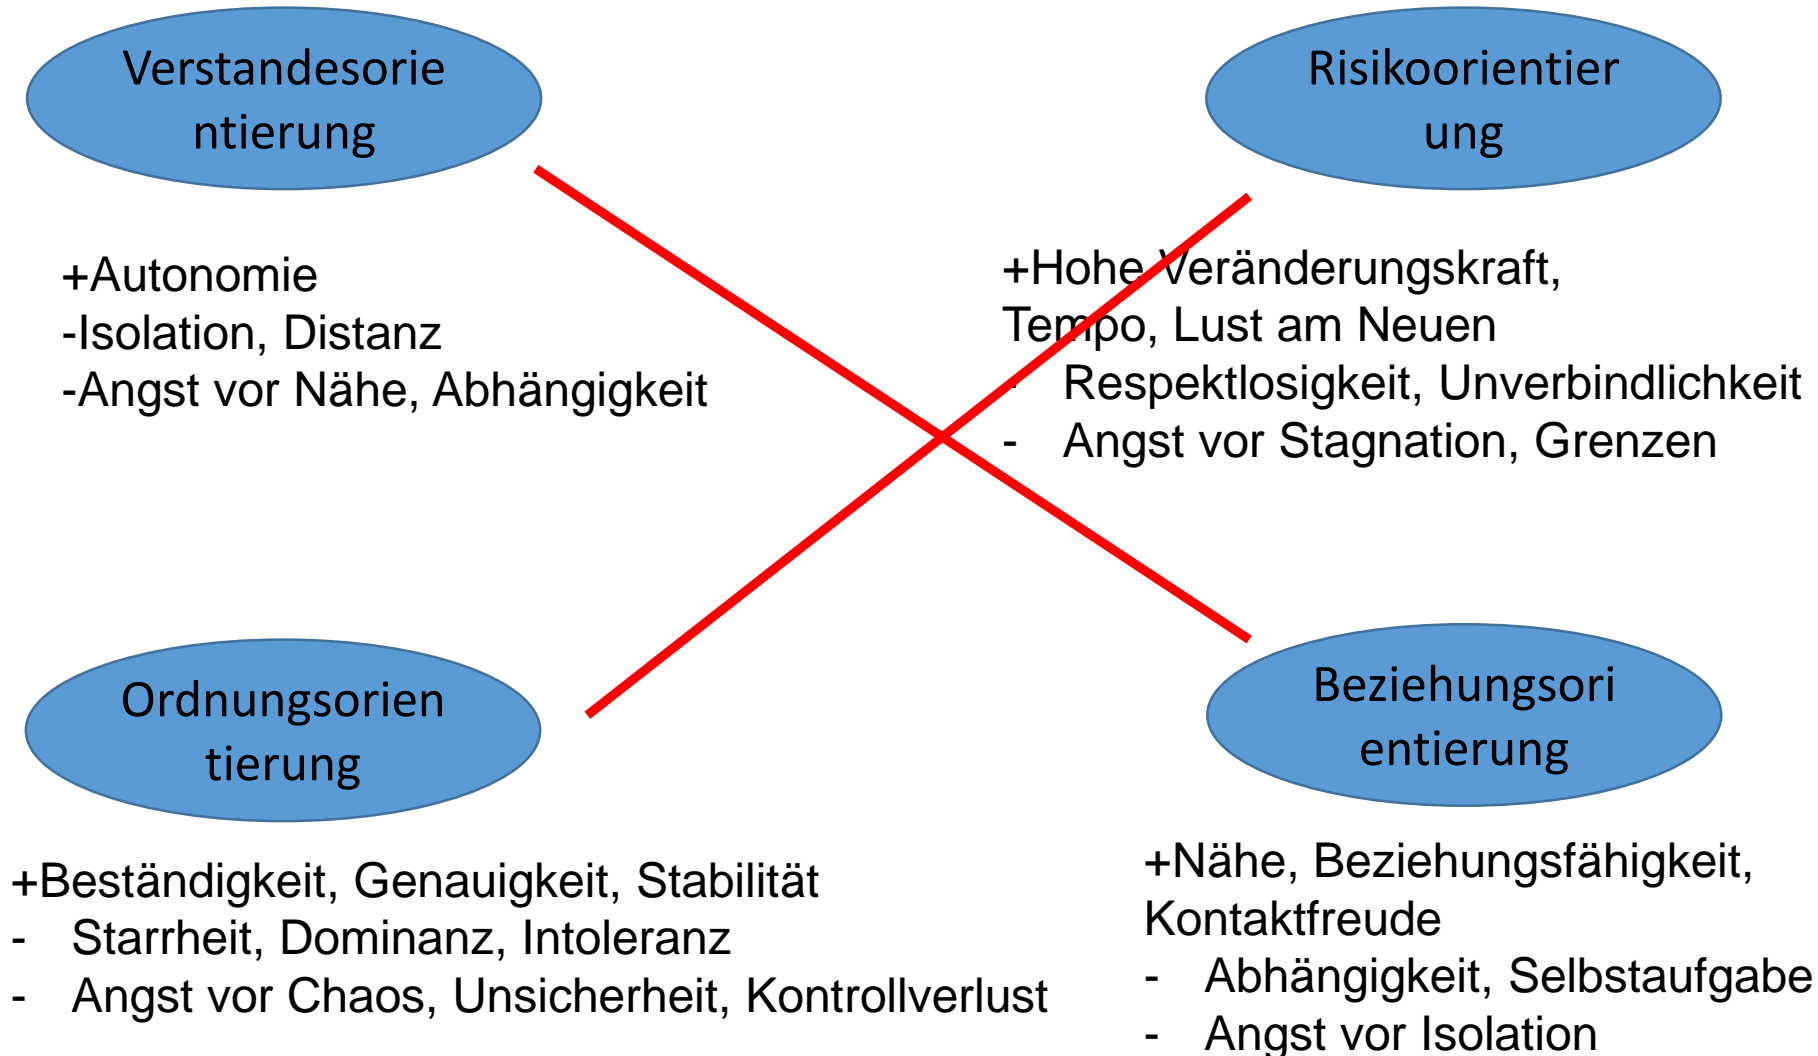 Verstandesorie
ntierung
+Autonomie
-Isolation, Distanz
-Angst vor Nähe, Abhängigkeit
Risikoorientier
ung
+Hohe Veränderungskraft,
Tempo, Lust am Neuen
- Respektlosigkeit, Unverbindlichkeit
- Angst vor Stagnation, Grenzen
Ordnungsorien
tierung
+Beständigkeit, Genauigkeit, Stabilität
- Starrheit, Dominanz, Intoleranz
- Angst vor Chaos, Unsicherheit, Kontrollverlust
Beziehungsori
entierung
+Nähe, Beziehungsfähigkeit,
Kontaktfreude
- Abhängigkeit, Selbstaufgabe
- Angst vor Isolation